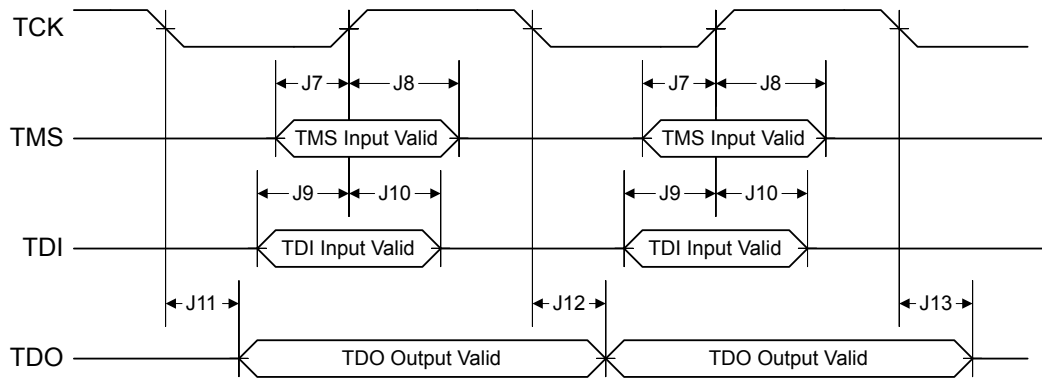 TCK
J7 J8 J7 J8
TMS TMS Input Valid TMS Input Valid
J9 J10 J9 J10
TDI TDI Input Valid TDI Input Valid
J11 J12 J13
TDO TDO Output Valid TDO Output Valid